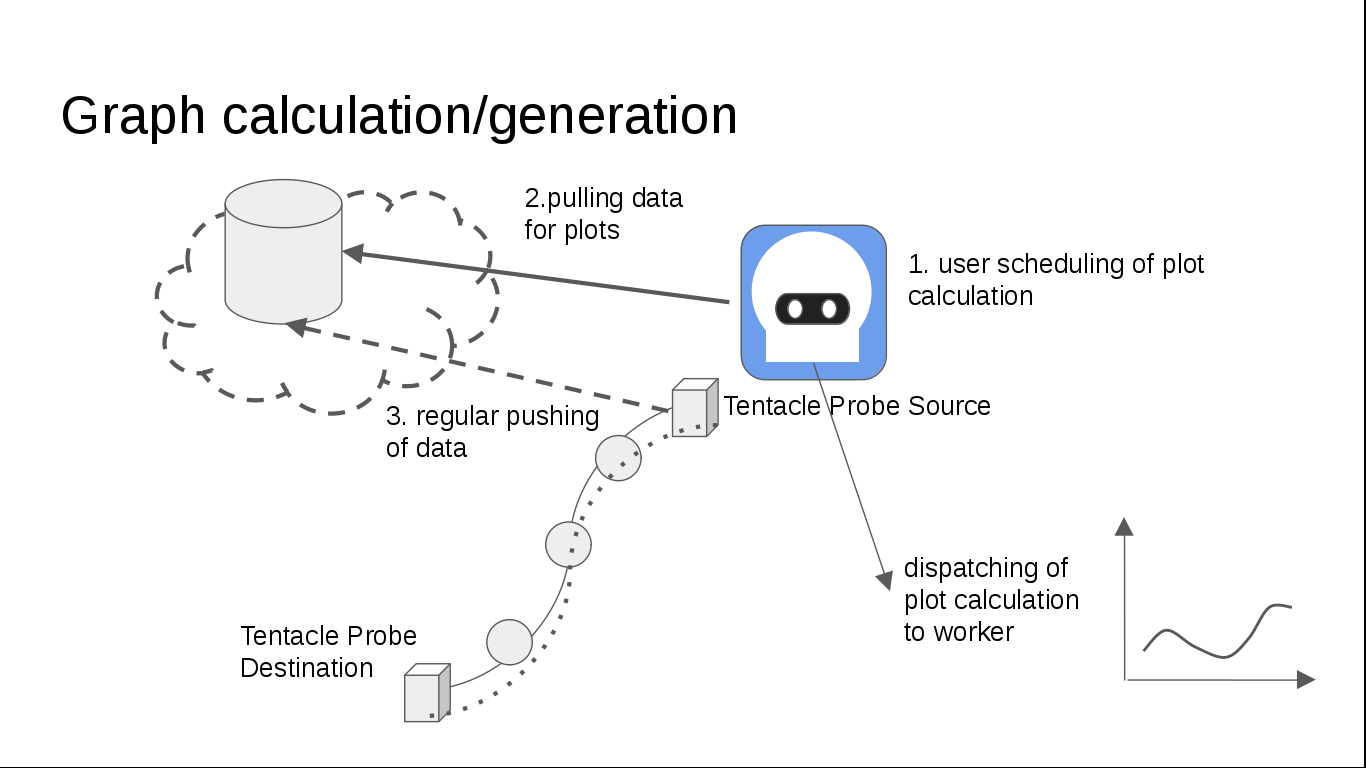 Graph calculation/generation
2.pulling data
for plots
1. user scheduling of plot
calculation
Tentacle Probe Source
3. regular pushing
of data
dispatching of
plot calculation
to worker
Tentacle Probe
Destination